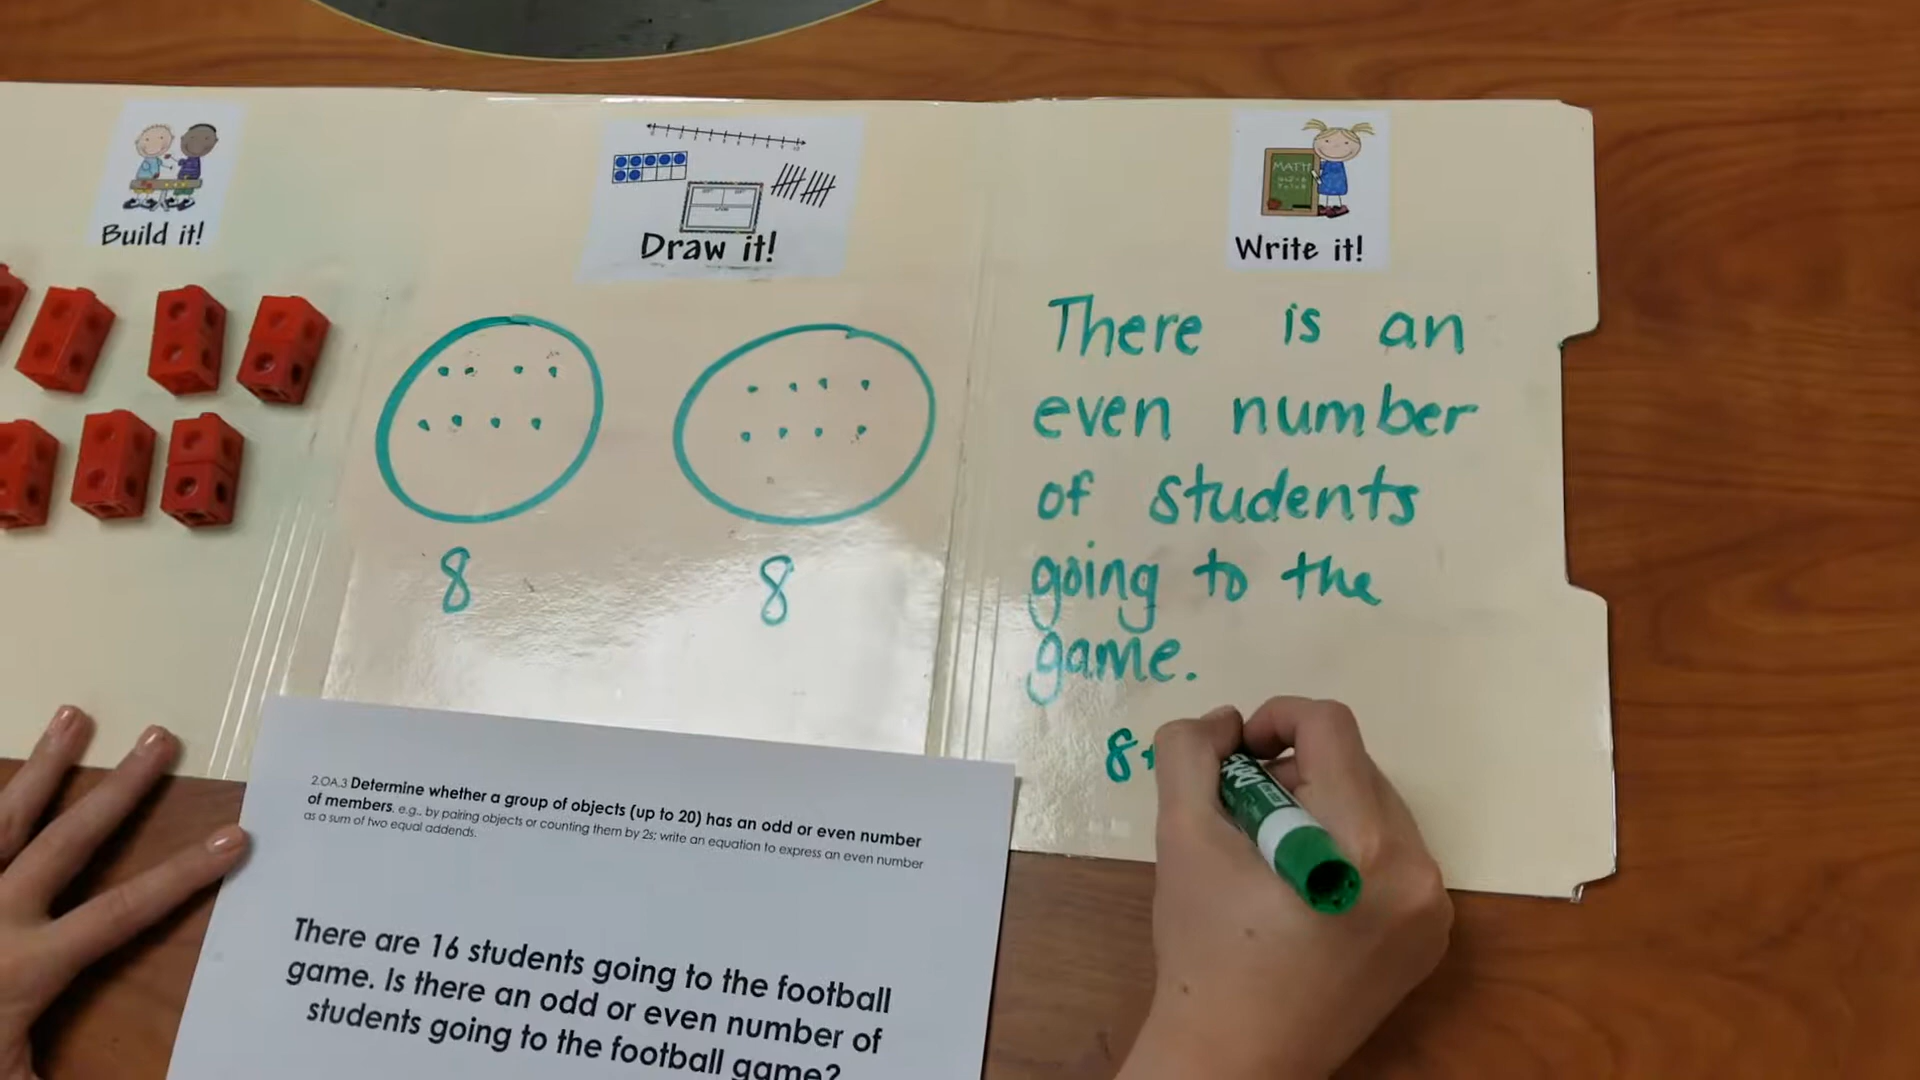 Build it!
Draw it!
MATH
Write it!
There is an
even number
of students
going to the
game.
8+
8
8
2.OA.3 Determine whether a group of objects (up to 20) has an odd or even number
of members. e.g., by pairing objects or counting them by 2s; write an equation to express an even number
as a sum of two equal addends.
There are 16 students going to the football
game. Is there an odd or even number of
students going to the football game?